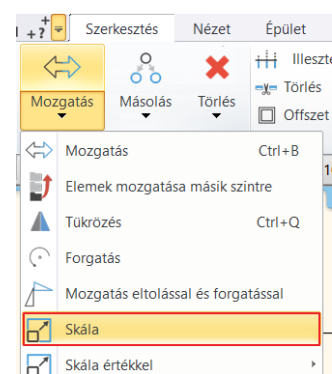 +?
Szerkesztés Nézet Épület
Mozgatás Másolás Törlés
Törlés
Offszet
Mozgatás Ctrl+B
Elemek mozgatása másik szintre
Tükrözés Ctrl+Q
Forgatás
Mozgatás eltolással és forgatással
Skála
Skála értékkel